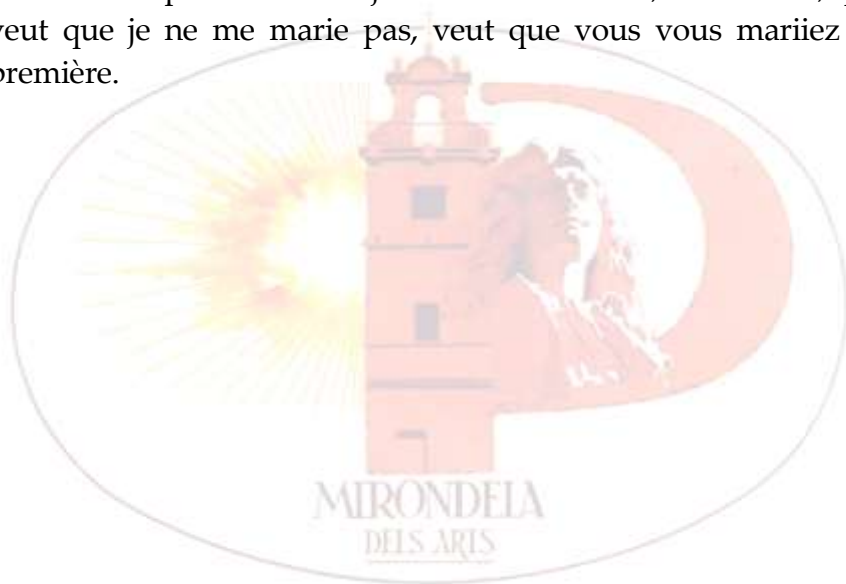 veut que je ne me marie pas, veut que vous vous mariiez
première.
MIRONDELA
DELS ARTS